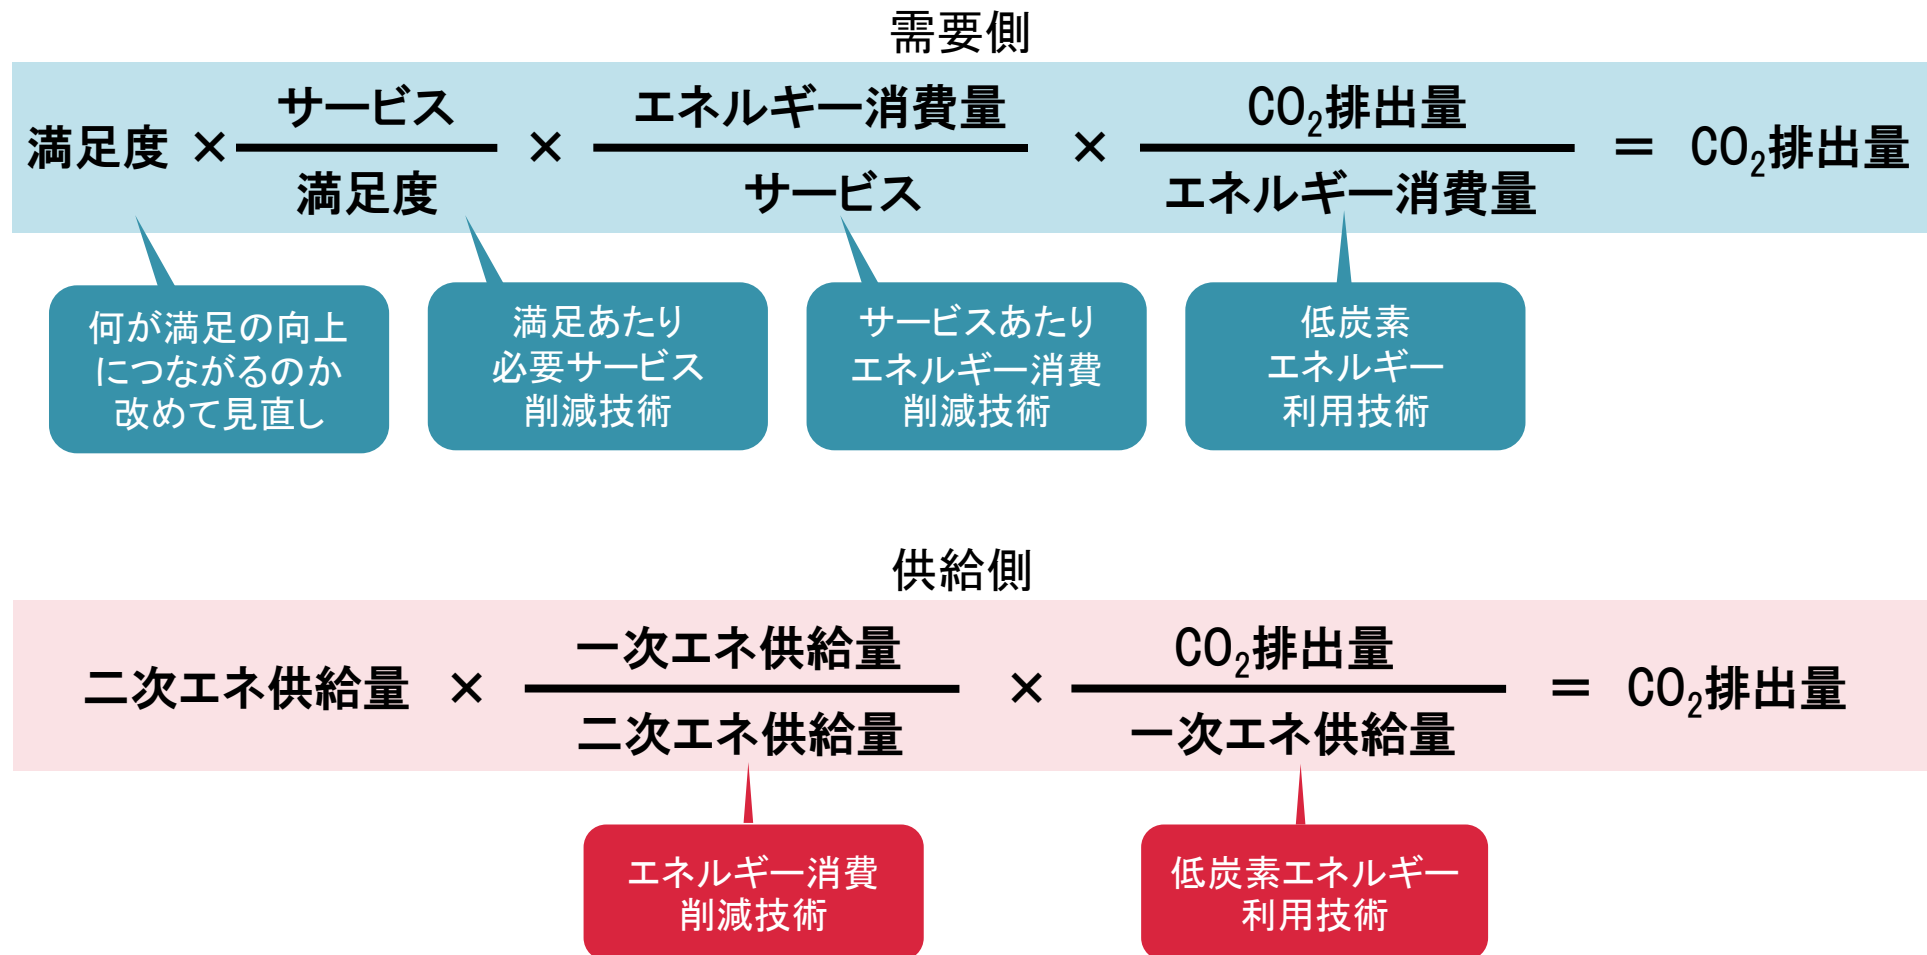 需要側
満足度 × サービス / 満足度 × エネルギー消費量 / サービス × CO₂排出量 / エネルギー消費量 = CO₂排出量
何が満足の向上
につながるのか
改めて見直し
満足あたり
必要サービス
削減技術
サービスあたり
エネルギー消費
削減技術
低炭素
エネルギー
利用技術
供給側
二次エネ供給量 × 一次エネ供給量 / 二次エネ供給量 × CO₂排出量 / 一次エネ供給量 = CO₂排出量
エネルギー消費
削減技術
低炭素エネルギー
利用技術